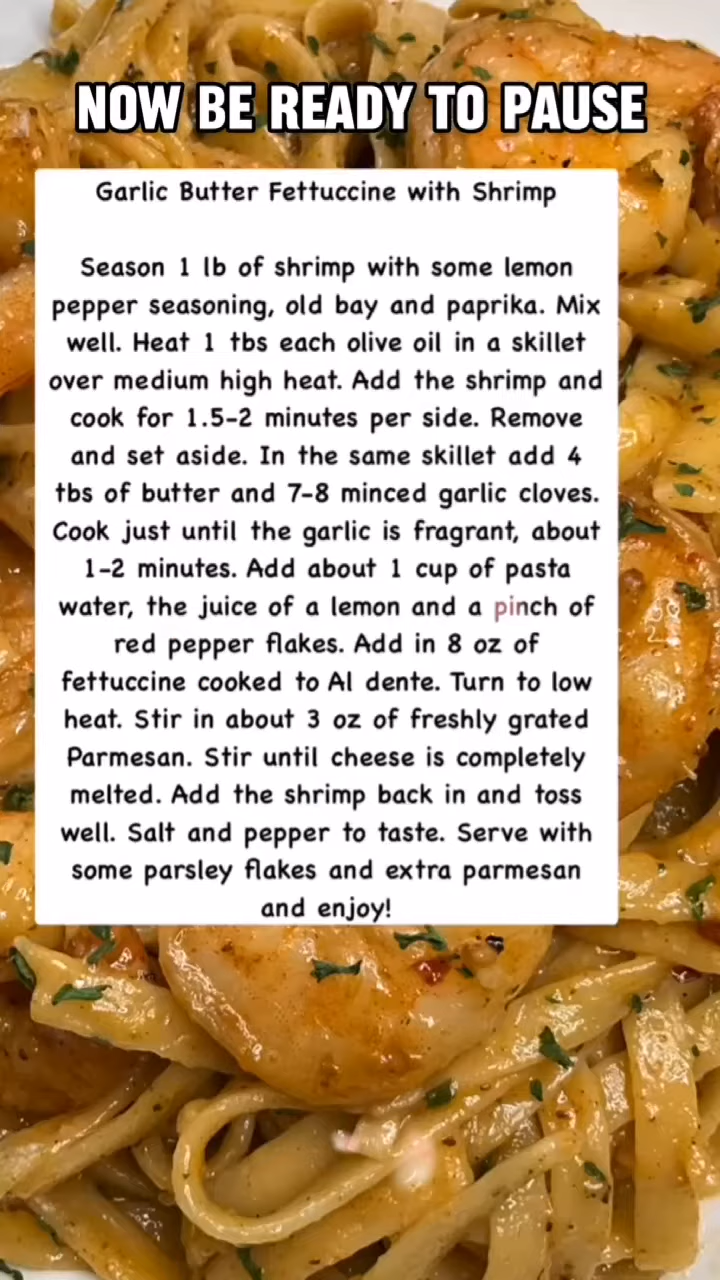 NOW BE READY TO PAUSE
Garlic Butter Fettuccine with Shrimp
Season 1 lb of shrimp with some lemon
pepper seasoning, old bay and paprika. Mix
well. Heat 1 tbs each olive oil in a skillet
over medium high heat. Add the shrimp and
cook for 1.5-2 minutes per side. Remove
and set aside. In the same skillet add 4
tbs of butter and 7-8 minced garlic cloves.
Cook just until the garlic is fragrant, about
1-2 minutes. Add about 1 cup of pasta
water, the juice of a lemon and a pinch of
red pepper flakes. Add in 8 oz of
fettuccine cooked to Al dente. Turn to low
heat. Stir in about 3 oz of freshly grated
Parmesan. Stir until cheese is completely
melted. Add the shrimp back in and toss
well. Salt and pepper to taste. Serve with
some parsley flakes and extra parmesan
and enjoy!